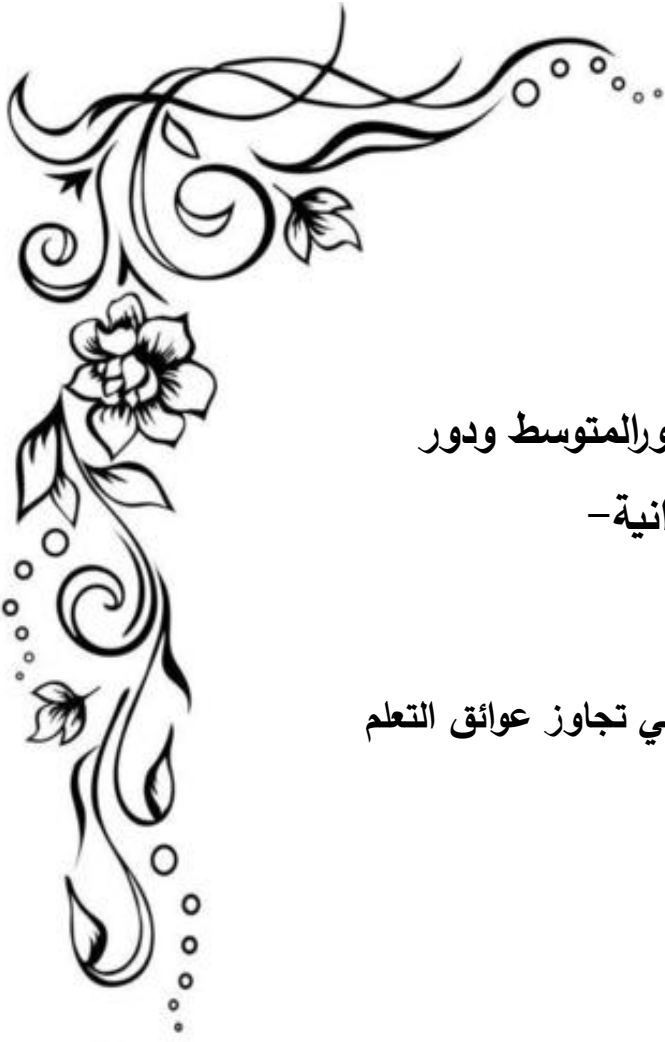 ورالمتوسط ودور
انية-
ي تجاوز عوائق التعلم